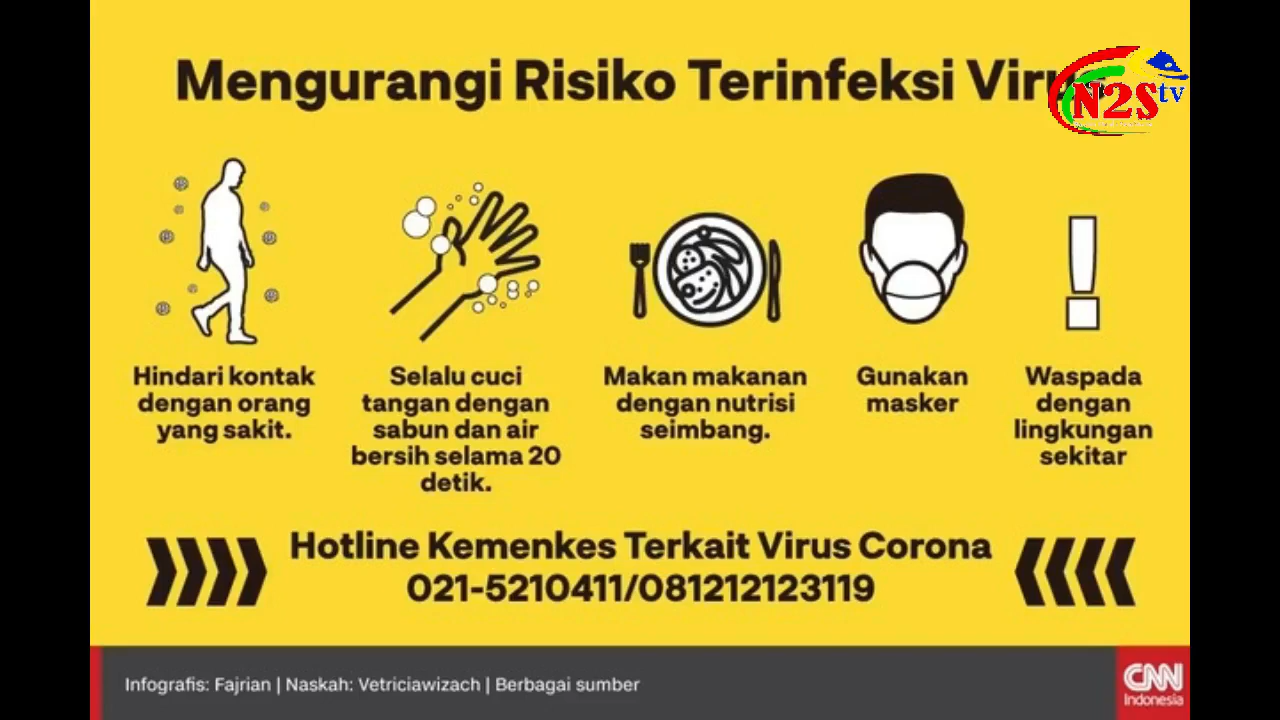 Mengurangi Risiko Terinfeksi Virus
N2S tv
Hindari kontak
dengan orang
yang sakit.
Selalu cuci
tangan dengan
sabun dan air
bersih selama 20
detik.
Makan makanan
dengan nutrisi
seimbang.
Gunakan
masker
Waspada
dengan
lingkungan
sekitar
Hotline Kemenkes Terkait Virus Corona
021-5210411/081212123119
Infografis: Fajrian | Naskah: Vetriciawizach | Berbagai sumber
CNN
Indonesia